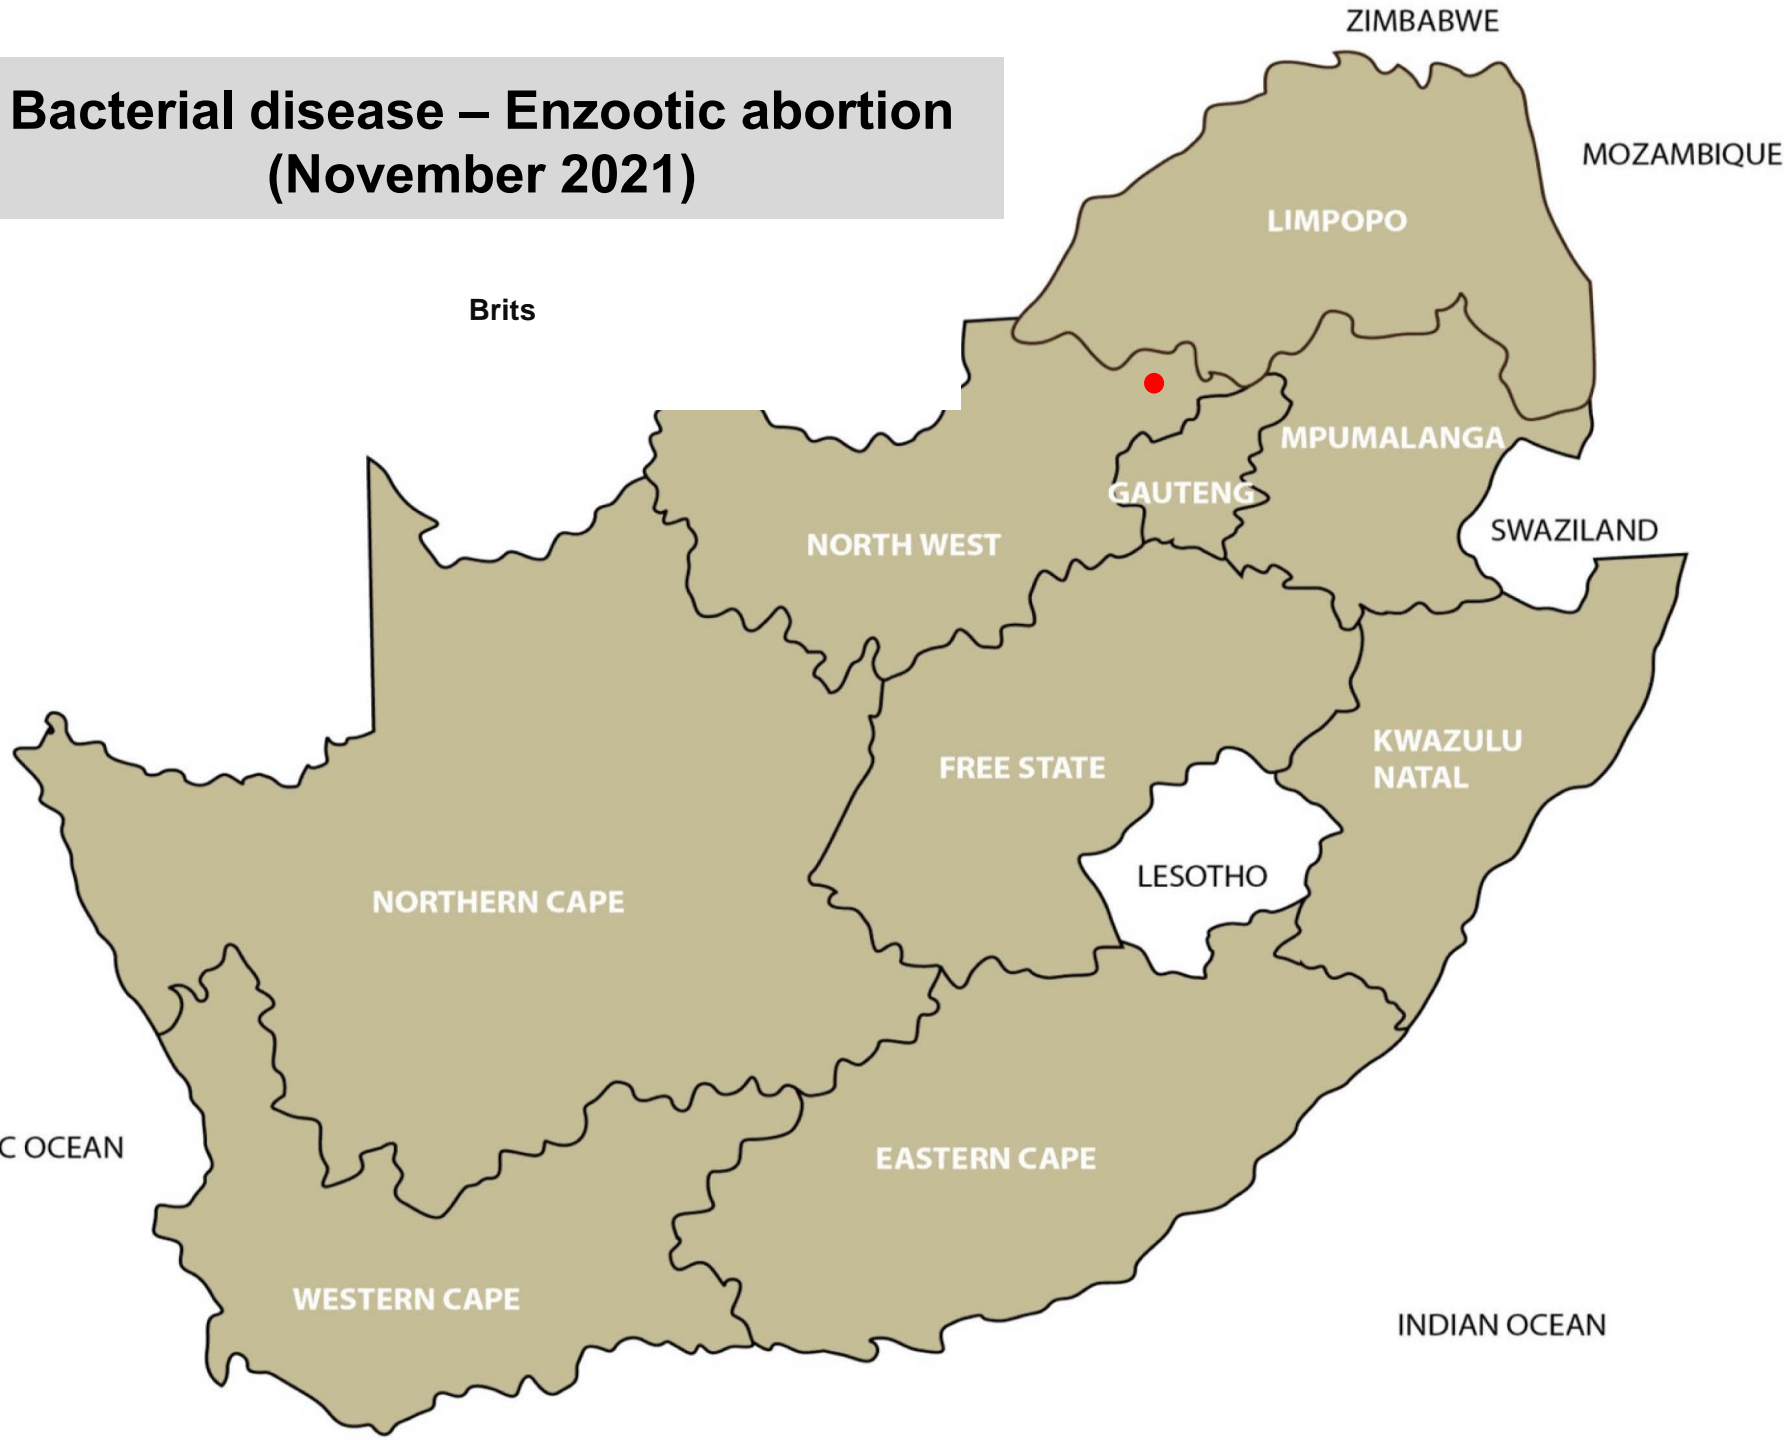 ZIMBABWE
Bacterial disease – Enzootic abortion
(November 2021)
MOZAMBIQUE
LIMPOPO
Brits
MPUMALANGA
GAUTENG
SWAZILAND
NORTH WEST
KWAZULU
NATAL
FREE STATE
LESOTHO
NORTHERN CAPE
C OCEAN
EASTERN CAPE
WESTERN CAPE
INDIAN OCEAN